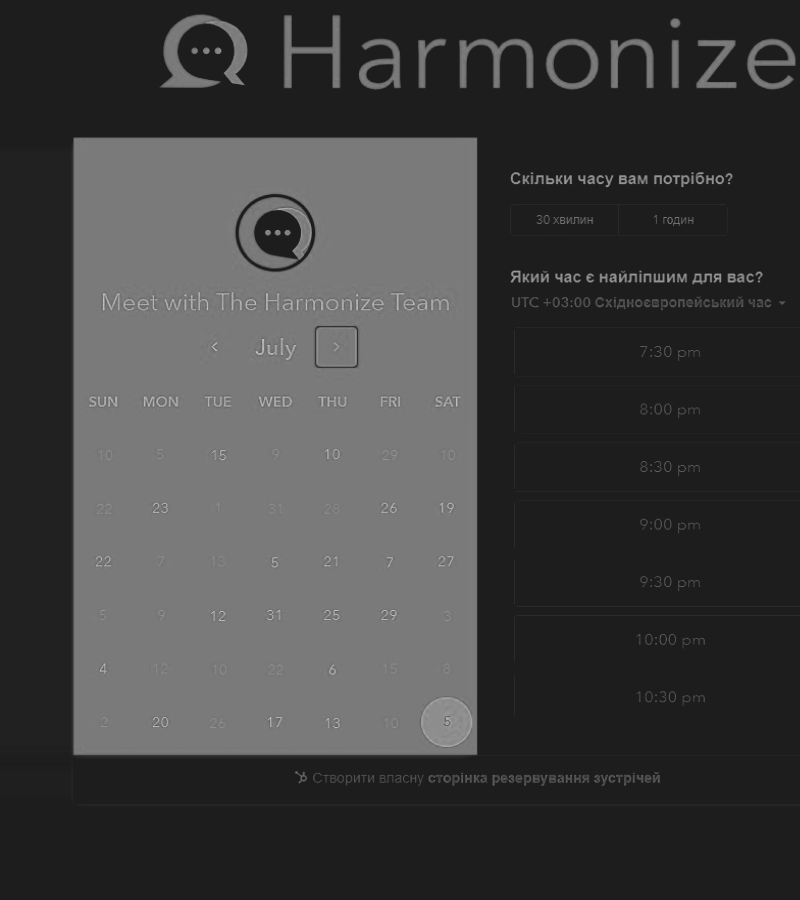 Harmonize
Meet with The Harmonize Team
July
SUN MON TUE WED THU FRI SAT
10 5 15 9 10 29 10
22 23 1 31 28 26 19
22 7 13 5 21 7 27
5 9 12 31 25 29 3
4 12 10 22 6 15 8
2 20 26 17 13 10 5
Скільки часу вам потрібно?
30 хвилин 1 годин
Який час є найліпшим для вас?
UTC +03:00 Східноєвропейський час
7:30 pm
8:00 pm
8:30 pm
9:00 pm
9:30 pm
10:00 pm
10:30 pm
Створити власну сторінка резервування зустрічей